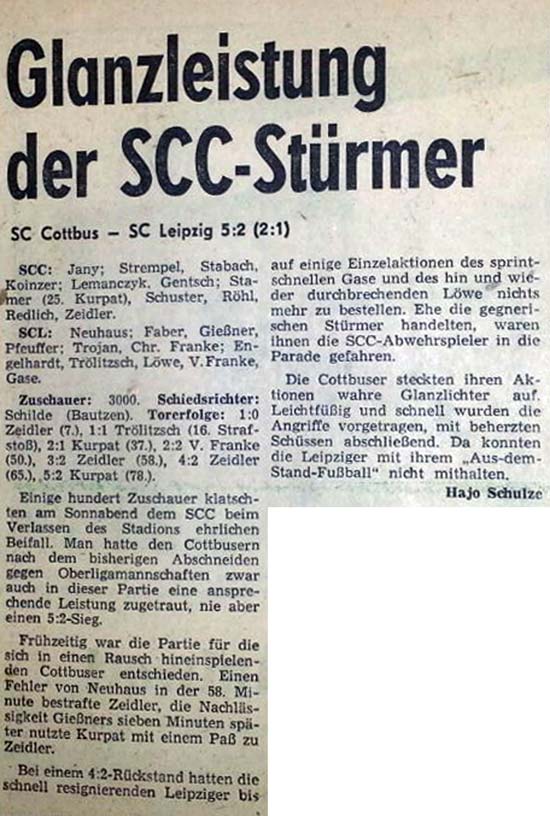 Glanzleistung
der SCC-Stürmer
SC Cottbus — SC Leipzig 5:2 (2:1)
SCC: Jany; Strempel, Stabach,
Koinzer; Lemanczyk, Gentsch; Sta-
mer (25. Kurpat), Schuster, Röhl,
Redlich, Zeidler.
SCL: Neuhaus; Faber, Gießner,
Pfeuffer; Trojan, Chr. Franke; En-
gelhardt, Trölitzsch, Löwe, V. Franke,
Gase.
Zuschauer: 3000. Schiedsrichter:
Schilde (Bautzen). Torerfolge: 1:0
Zeidler (7.), 1:1 Trölitzsch (16. Straf-
stoß), 2:1 Kurpat (37.), 2:2 V. Franke
(50.), 3:2 Zeidler (58.), 4:2 Zeidler
(65.), 5:2 Kurpat (78.).
Einige hundert Zuschauer klatsch-
ten am Sonnabend dem SCC beim
Verlassen des Stadions ehrlichen
Beifall. Man hatte den Cottbusern
nach dem bisherigen Abschneiden
gegen Oberligamannschaften zwar
auch in dieser Partie eine anspre-
chende Leistung zugetraut, nie aber
einen 5:2-Sieg.
Frühzeitig war die Partie für die
sich in einen Rausch hineinspielen-
den Cottbuser entschieden. Einen
Fehler von Neuhaus in der 58. Mi-
nute bestrafte Zeidler, die Nachläs-
sigkeit Gießners sieben Minuten spä-
ter nutzte Kurpat mit einem Paß zu
Zeidler.
Bei einem 4:2-Rückstand hatten die
schnell resignierenden Leipziger bis
auf einige Einzelaktionen des sprint-
schnellen Gase und des hin und wie-
der durchbrechenden Löwe nichts
mehr zu bestellen. Ehe die gegneri-
schen Stürmer handelten, waren
ihnen die SCC-Abwehrspieler in die
Parade gefahren.
Die Cottbuser steckten ihren Ak-
tionen wahre Glanzlichter auf.
Leichtfüßig und schnell wurden die
Angriffe vorgetragen, mit beherzten
Schüssen abschließend. Da konnten
die Leipziger mit ihrem „Aus-dem-
Stand-Fußball" nicht mithalten.
Hajo Schulze